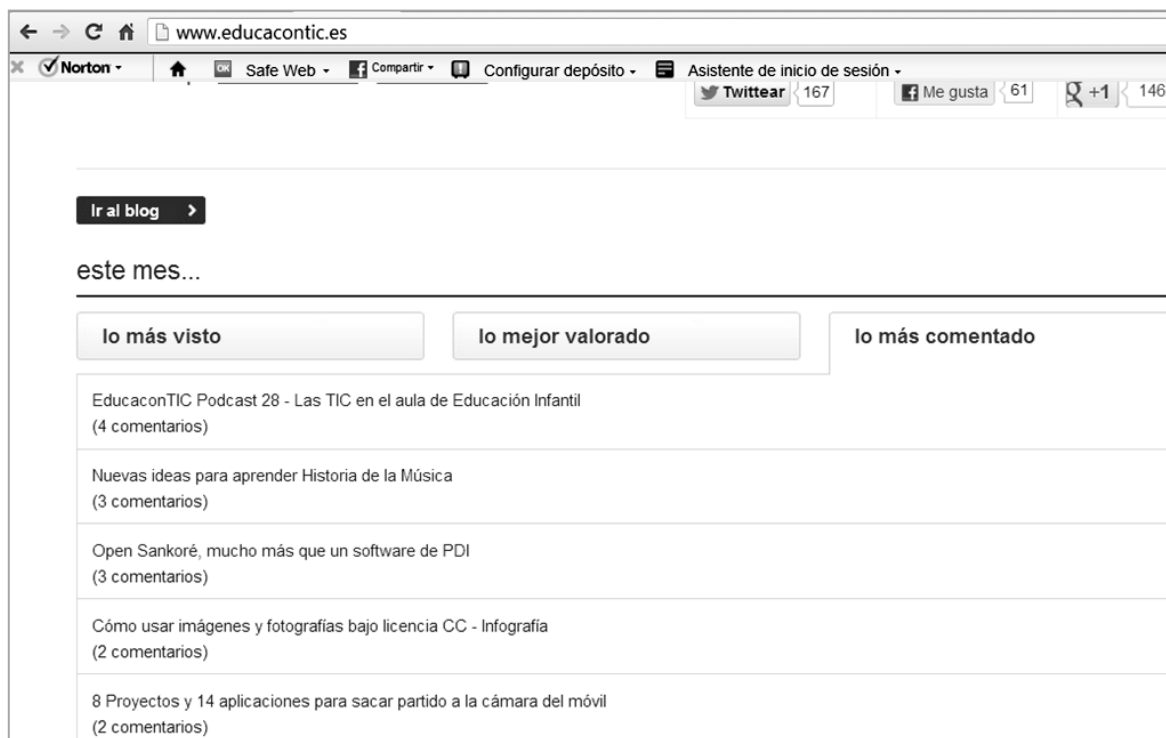 www.educacontic.es
Norton
OK Safe Web Compartir Configurar depósito Asistente de inicio de sesión
Twittear 167 Me gusta 61 g +1 146
Ir al blog
este mes...
lo más visto lo mejor valorado lo más comentado
EducaconTIC Podcast 28 - Las TIC en el aula de Educación Infantil
(4 comentarios)
Nuevas ideas para aprender Historia de la Música
(3 comentarios)
Open Sankoré, mucho más que un software de PDI
(3 comentarios)
Cómo usar imágenes y fotografías bajo licencia CC - Infografía
(2 comentarios)
8 Proyectos y 14 aplicaciones para sacar partido a la cámara del móvil
(2 comentarios)